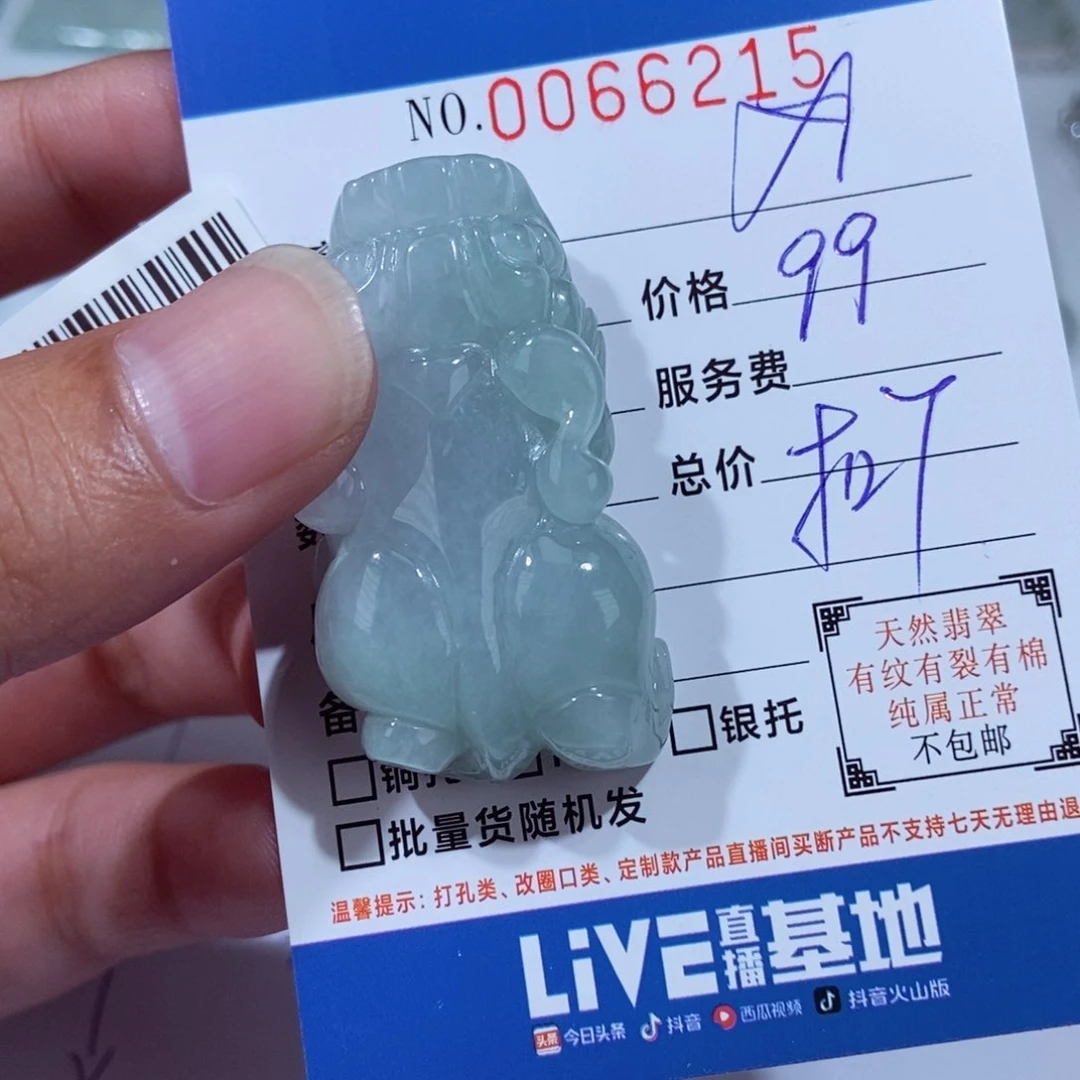 NO.0066215
价格 99
服务费
总价
天然翡翠
有纹有裂有棉
纯属正常
不包邮
备
□银托
□铜
□批量货随机发
温馨提示：打孔类、改圈口类、定制款产品直播间买断产品不支持七天无理由退
LiVE直播基地
头条 今日头条 抖音 西瓜视频 抖音火山版